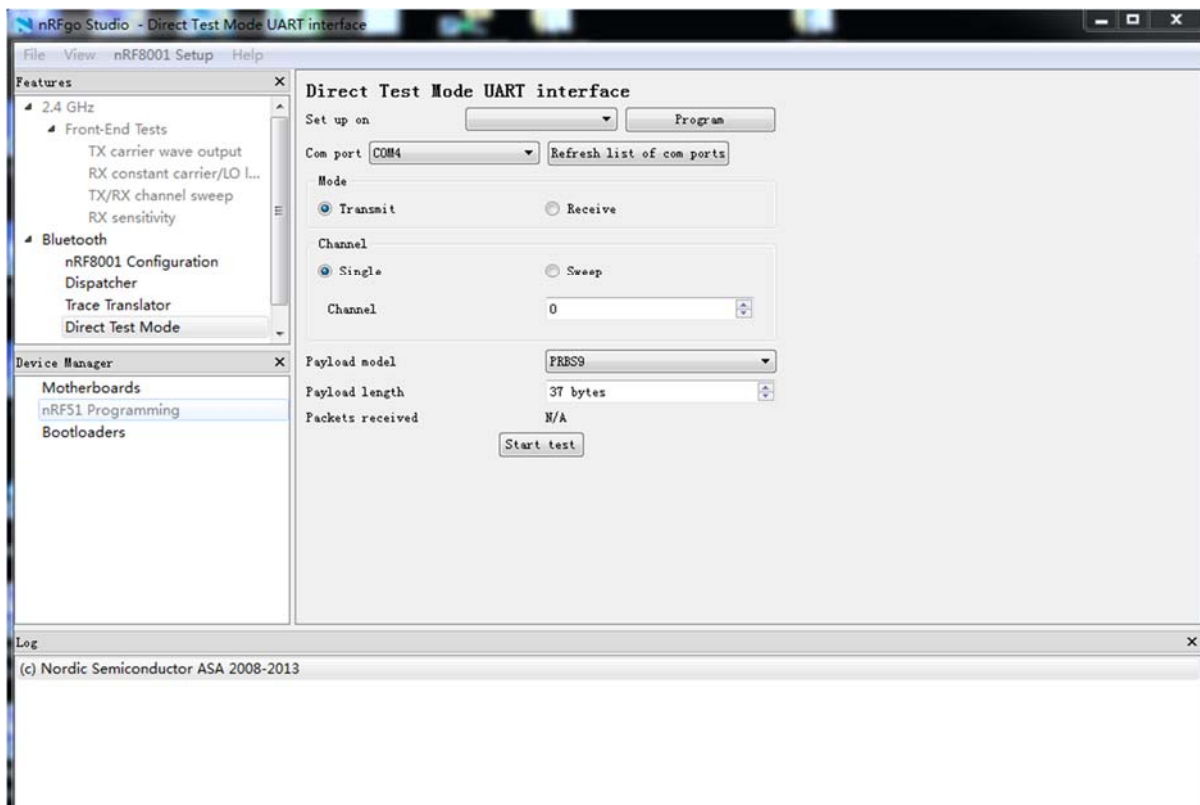 nRFgo Studio - Direct Test Mode UART interface
File View nRF8001 Setup Help
Features
2.4 GHz
Front-End Tests
TX carrier wave output
RX constant carrier/LO l...
TX/RX channel sweep
RX sensitivity
Bluetooth
nRF8001 Configuration
Dispatcher
Trace Translator
Direct Test Mode
Device Manager
Motherboards
nRF51 Programming
Bootloaders
Direct Test Mode UART interface
Set up on Program
Com port COM4 Refresh list of com ports
Mode
Transmit Receive
Channel
Single Sweep
Channel 0
Payload model PRBS9
Payload length 37 bytes
Packets received N/A
Start test
Log
(c) Nordic Semiconductor ASA 2008-2013